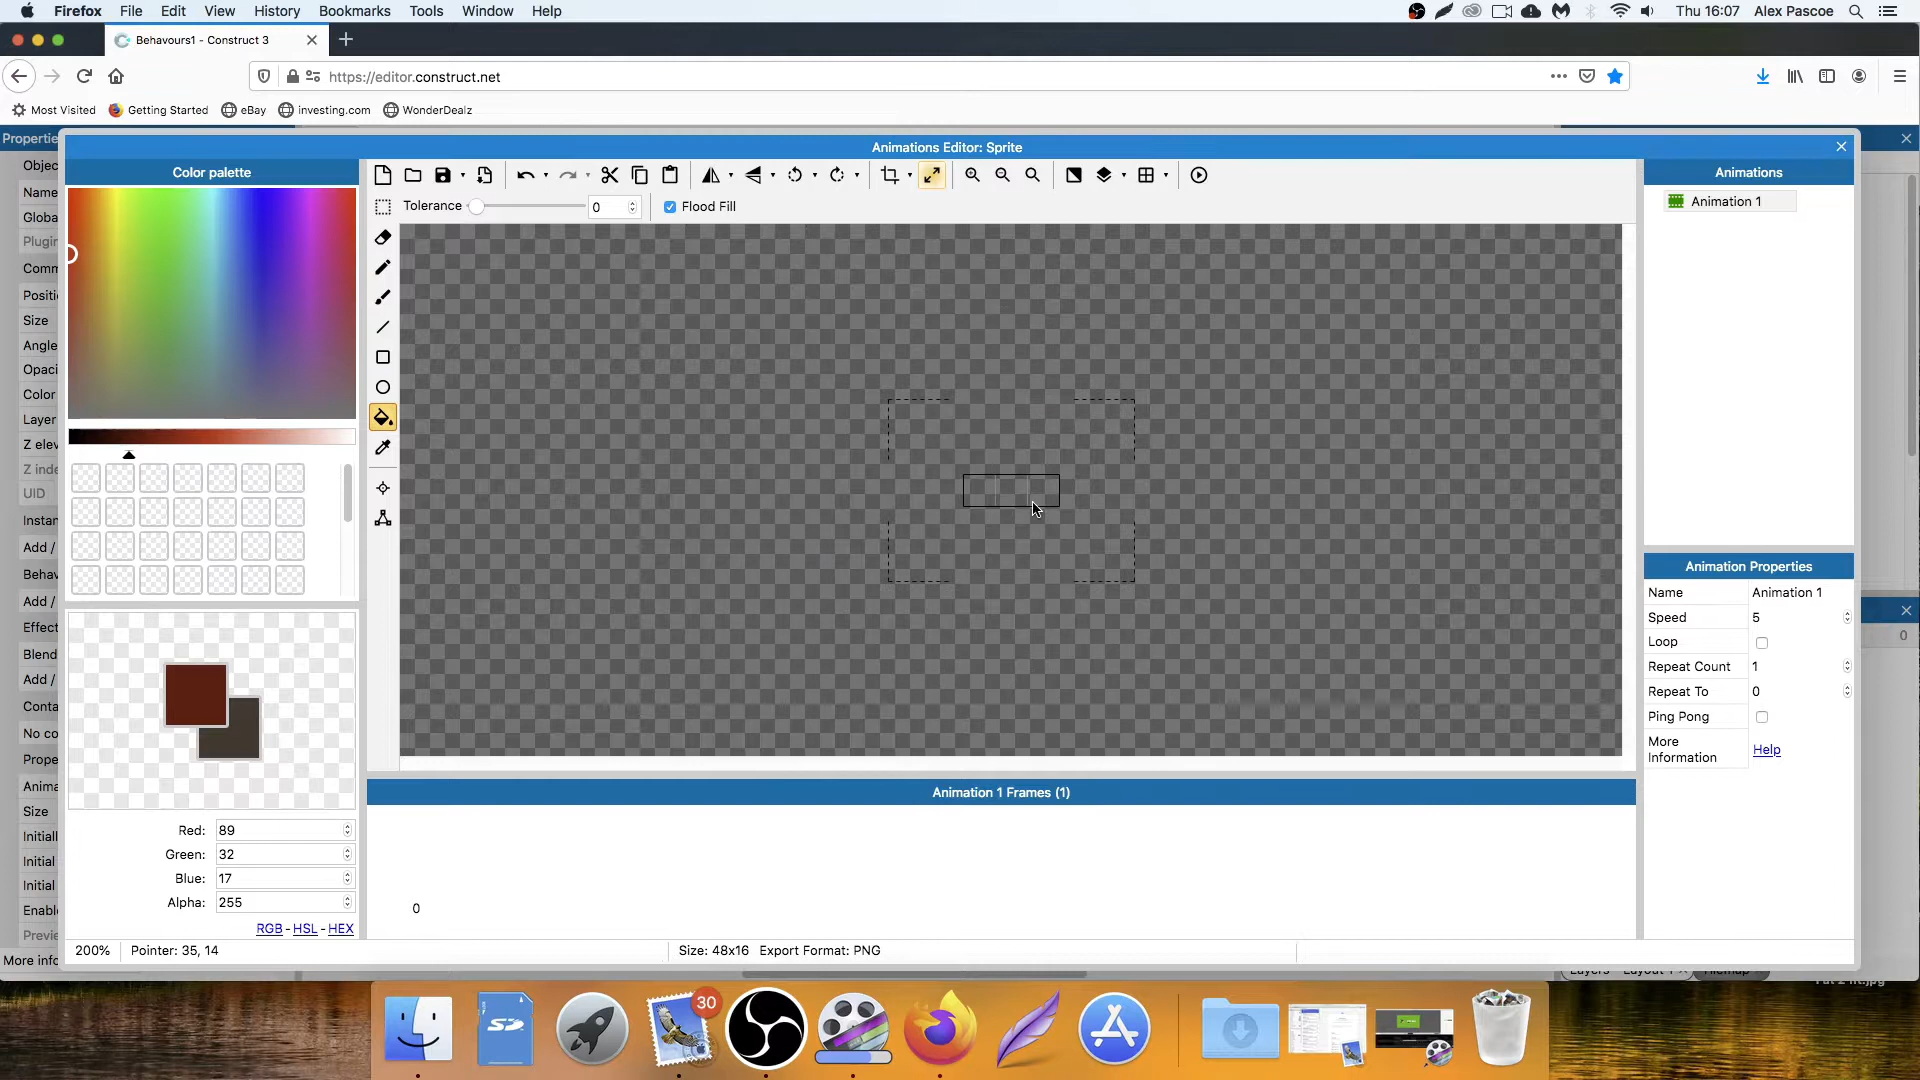 Firefox File Edit View History Bookmarks Tools Window Help Thu 16:07 Alex Pascoe
Behavours1 - Construct 3
https://editor.construct.net
Most Visited Getting Started eBay investing.com WonderDealz
Properti
Animations Editor: Sprite
Color palette
Animations
Objec
Name
Globa
Plugin
Comm
Positi
Size
Angle
Opaci
Color
Layer
Z elev
Z inde
UID
Instan
Add /
Behav
Add /
Effect
Blend
Add /
Conta
No co
Prope
Anima
Size
Initiall
Initial
Initial
Enabl
Previe
More info
Tolerance 0 Flood Fill
Animation 1
Animation Properties
Name Animation 1
Speed 5
Loop
Repeat Count 1
Repeat To 0
Ping Pong
More Information Help
0
Animation 1 Frames (1)
0
Red: 89
Green: 32
Blue: 17
Alpha: 255
RGB - HSL - HEX
200% Pointer: 35, 14 Size: 48x16 Export Format: PNG
30
SD